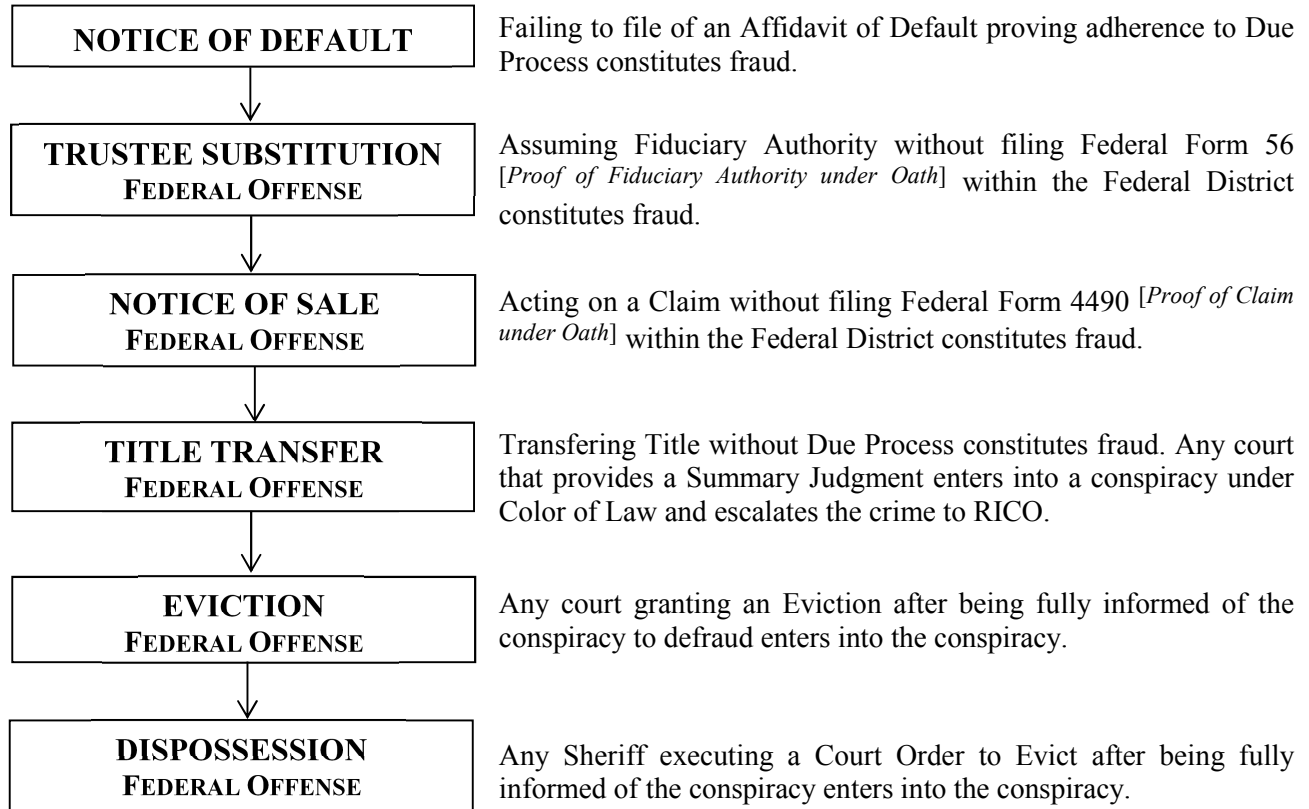 NOTICE OF DEFAULT
Failing to file of an Affidavit of Default proving adherence to Due
Process constitutes fraud.
TRUSTEE SUBSTITUTION
FEDERAL OFFENSE
Assuming Fiduciary Authority without filing Federal Form 56
[Proof of Fiduciary Authority under Oath] within the Federal District
constitutes fraud.
NOTICE OF SALE
FEDERAL OFFENSE
Acting on a Claim without filing Federal Form 4490 [Proof of Claim
under Oath] within the Federal District constitutes fraud.
TITLE TRANSFER
FEDERAL OFFENSE
Transfering Title without Due Process constitutes fraud. Any court
that provides a Summary Judgment enters into a conspiracy under
Color of Law and escalates the crime to RICO.
EVICTION
FEDERAL OFFENSE
Any court granting an Eviction after being fully informed of the
conspiracy to defraud enters into the conspiracy.
DISPOSSESSION
FEDERAL OFFENSE
Any Sheriff executing a Court Order to Evict after being fully
informed of the conspiracy enters into the conspiracy.